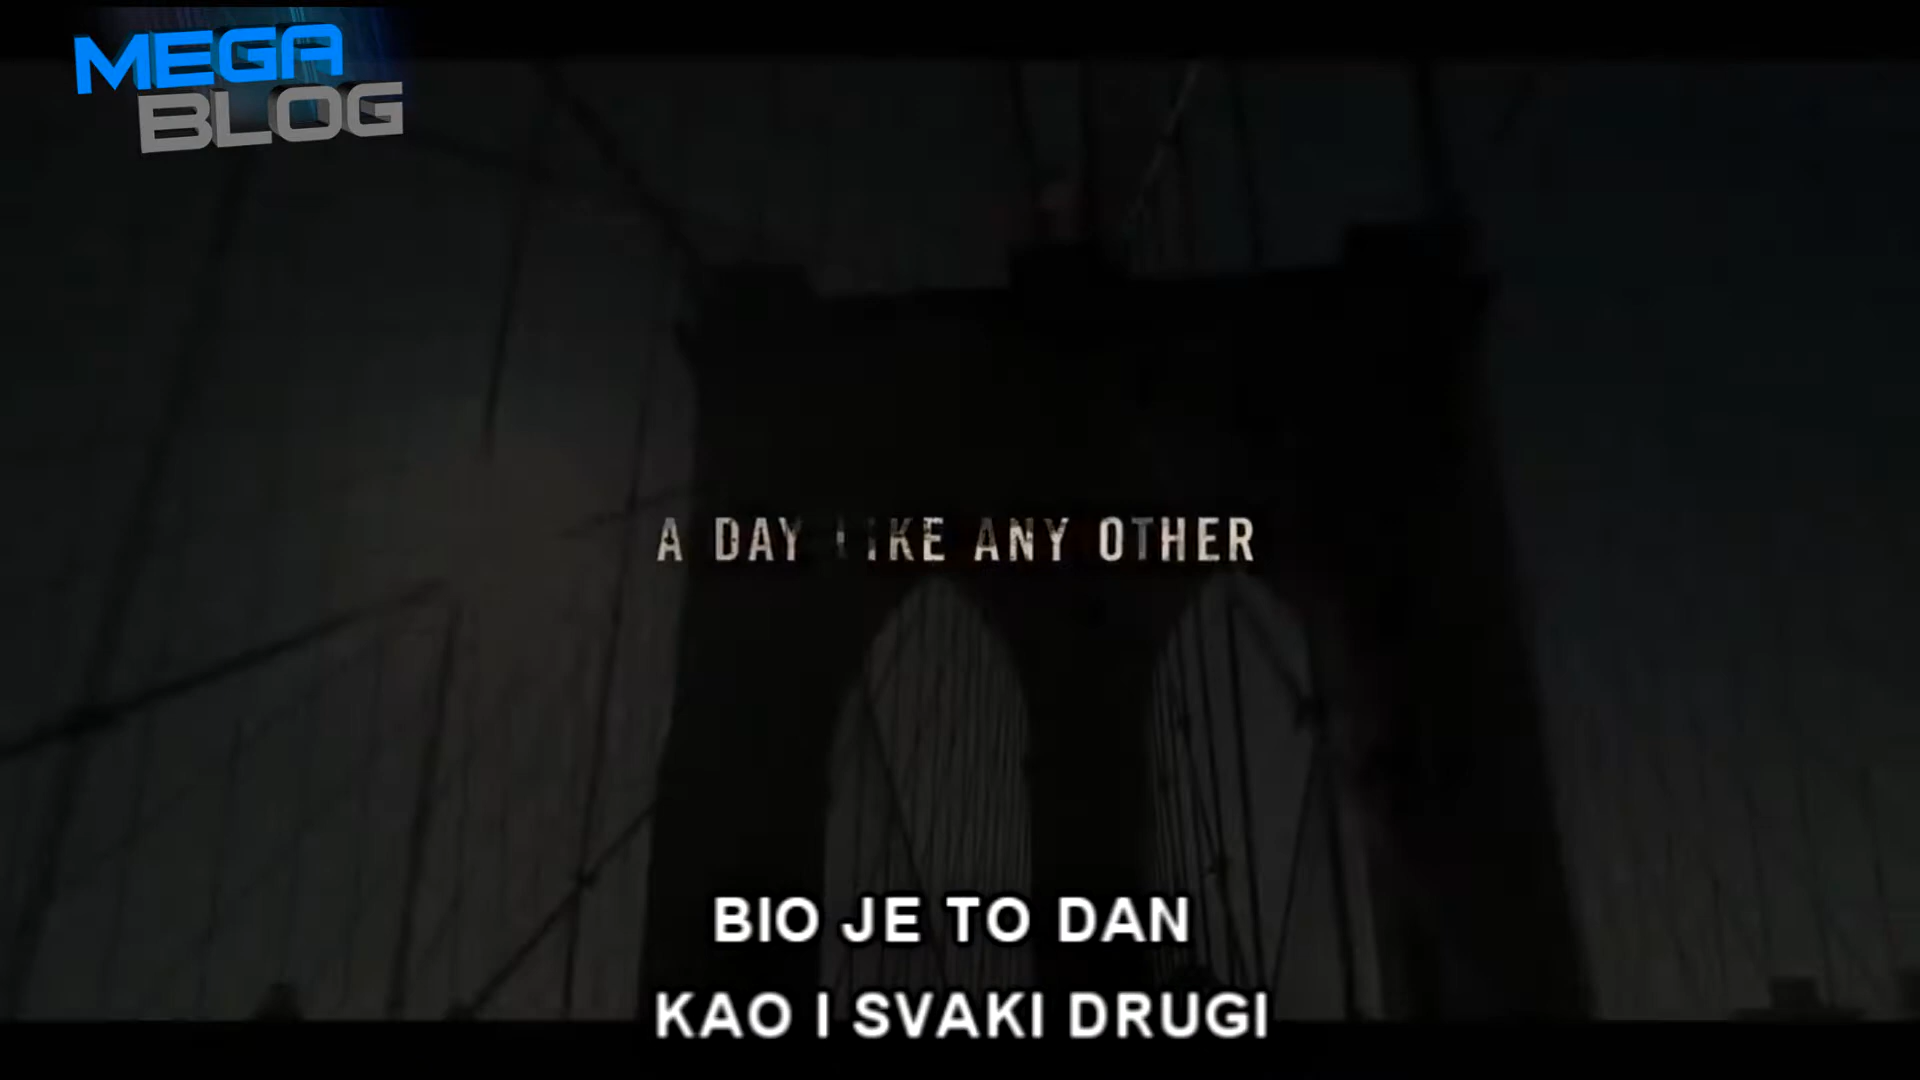 MEGA
BLOG
A DAY LIKE ANY OTHER
BIO JE TO DAN
KAO I SVAKI DRUGI